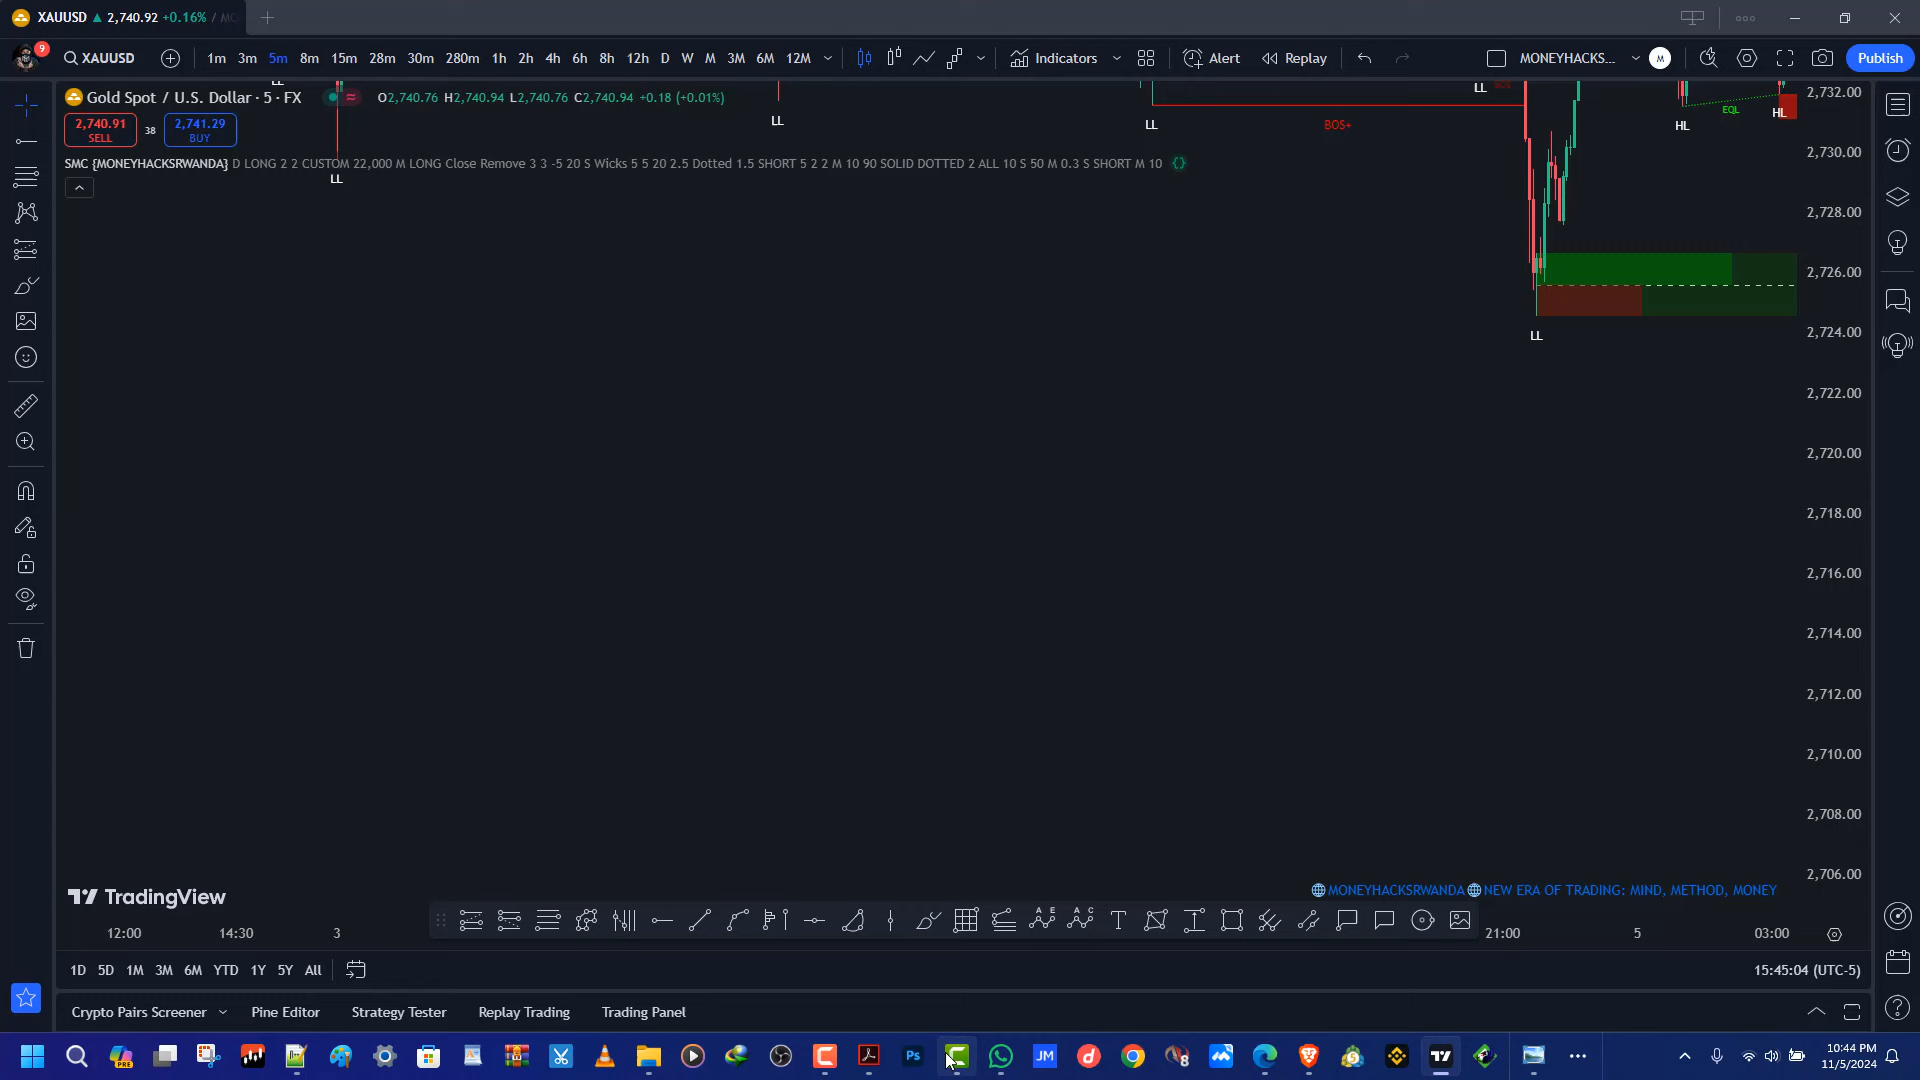 XAUUSD ▲ 2,740.92 +0.16% / MO
9 XAUUSD 1m 3m 5m 8m 15m 28m 30m 280m 1h 2h 4h 6h 8h 12h D W M 3M 6M 12M Indicators Alert Replay MONEYHACKS... M Publish
Gold Spot / U.S. Dollar · 5 · FX O2,740.76 H2,740.94 L2,740.76 C2,740.94 +0.18 (+0.01%)
2,740.91 38 2,741.29
SELL BUY
SMC {MONEYHACKSRWANDA} D LONG 2 2 CUSTOM 22,000 M LONG Close Remove 3 3 -5 20 S Wicks 5 5 20 2.5 Dotted 1.5 SHORT 5 2 2 M 10 90 SOLID DOTTED 2 ALL 10 S 50 M 0.3 S SHORT M 10 {}
LL
LL
LL
LL
BOS+
LL
BOS
HL
EQL
HL
LL
2,732.00
2,730.00
2,728.00
2,726.00
2,724.00
2,722.00
2,720.00
2,718.00
2,716.00
2,714.00
2,712.00
2,710.00
2,708.00
2,706.00
TradingView
MONEYHACKSRWANDA NEW ERA OF TRADING: MIND, METHOD, MONEY
A E A C T
12:00 14:30 3 21:00 5 03:00
1D 5D 1M 3M 6M YTD 1Y 5Y All 15:45:04 (UTC-5)
Crypto Pairs Screener Pine Editor Strategy Tester Replay Trading Trading Panel
PRE Ps JM 8
10:44 PM
11/5/2024